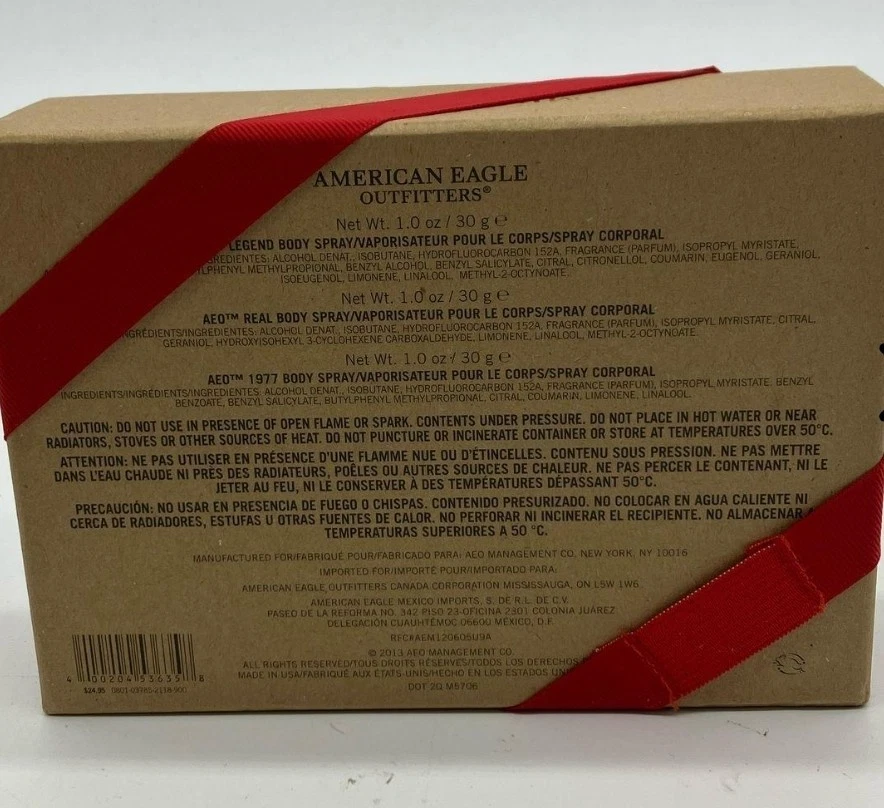 AMERICAN EAGLE
OUTFITTERS®
Net Wt. 1.0 oz / 30 g ℮
LEGEND BODY SPRAY/VAPORISATEUR POUR LE CORPS/SPRAY CORPORAL
REDIENTES: ALCOHOL DENAT., ISOBUTANE, HYDROFLUOROCARBON 152A, FRAGRANCE (PARFUM), ISOPROPYL MYRISTATE,
LPHENYL METHYLPROPIONAL, BENZYL ALCOHOL, BENZYL SALICYLATE, CITRAL, CITRONELLOL, COUMARIN, EUGENOL, GERANIOL,
ISOEUGENOL, LIMONENE, LINALOOL, METHYL-2-OCTYNOATE.
Net Wt. 1.0 oz / 30 g ℮
AEO™ REAL BODY SPRAY/VAPORISATEUR POUR LE CORPS/SPRAY CORPORAL
INGRÉDIENTS/INGREDIENTES: ALCOHOL DENAT., ISOBUTANE, HYDROFLUOROCARBON 152A, FRAGRANCE (PARFUM), ISOPROPYL MYRISTATE, CITRAL,
GERANIOL, HYDROXYISOHEXYL 3-CYCLOHEXENE CARBOXALDEHYDE, LIMONENE, LINALOOL, METHYL-2-OCTYNOATE.
Net Wt. 1.0 oz / 30 g ℮
AEO™ 1977 BODY SPRAY/VAPORISATEUR POUR LE CORPS/SPRAY CORPORAL
INGREDIENTS/INGRÉDIENTS/INGREDIENTES: ALCOHOL DENAT., ISOBUTANE, HYDROFLUOROCARBON 152A, FRAGRANCE (PARFUM), ISOPROPYL MYRISTATE, BENZYL
BENZOATE, BENZYL SALICYLATE, BUTYLPHENYL METHYLPROPIONAL, CITRAL, COUMARIN, LIMONENE, LINALOOL.
CAUTION: DO NOT USE IN PRESENCE OF OPEN FLAME OR SPARK. CONTENTS UNDER PRESSURE. DO NOT PLACE IN HOT WATER OR NEAR
RADIATORS, STOVES OR OTHER SOURCES OF HEAT. DO NOT PUNCTURE OR INCINERATE CONTAINER OR STORE AT TEMPERATURES OVER 50°C.
ATTENTION: NE PAS UTILISER EN PRÉSENCE D'UNE FLAMME NUE OU D'ÉTINCELLES. CONTENU SOUS PRESSION. NE PAS METTRE
DANS L'EAU CHAUDE NI PRÈS DES RADIATEURS, POÊLES OU AUTRES SOURCES DE CHALEUR. NE PAS PERCER LE CONTENANT, NI LE
JETER AU FEU, NI LE CONSERVER À DES TEMPÉRATURES DÉPASSANT 50°C.
PRECAUCIÓN: NO USAR EN PRESENCIA DE FUEGO O CHISPAS. CONTENIDO PRESURIZADO. NO COLOCAR EN AGUA CALIENTE NI
CERCA DE RADIADORES, ESTUFAS U OTRAS FUENTES DE CALOR. NO PERFORAR NI INCINERAR EL RECIPIENTE. NO ALMACENAR A
TEMPERATURAS SUPERIORES A 50 °C.
MANUFACTURED FOR/FABRIQUÉ POUR/FABRICADO PARA: AEO MANAGEMENT CO. NEW YORK, NY 10016
IMPORTED FOR/IMPORTÉ POUR/IMPORTADO PARA:
AMERICAN EAGLE OUTFITTERS CANADA CORPORATION MISSISSAUGA, ON L5W 1W6
AMERICAN EAGLE MEXICO IMPORTS, S. DE R.L. DE C.V.
PASEO DE LA REFORMA NO. 342 PISO 23-OFICINA 2301 COLONIA JUÁREZ
DELEGACIÓN CUAUHTÉMOC 06600 MÉXICO, D.F.
RFC#AEM120605U9A
© 2013 AEO MANAGEMENT CO.
ALL RIGHTS RESERVED/TOUS DROITS RÉSERVÉS/TODOS LOS DERECHOS
MADE IN USA/FABRIQUÉ AUX ÉTATS-UNIS/HECHO EN LOS ESTADOS UN
DOT 2Q M5706
4 00204 53635 8
$24.95 0601-03765-2118-900